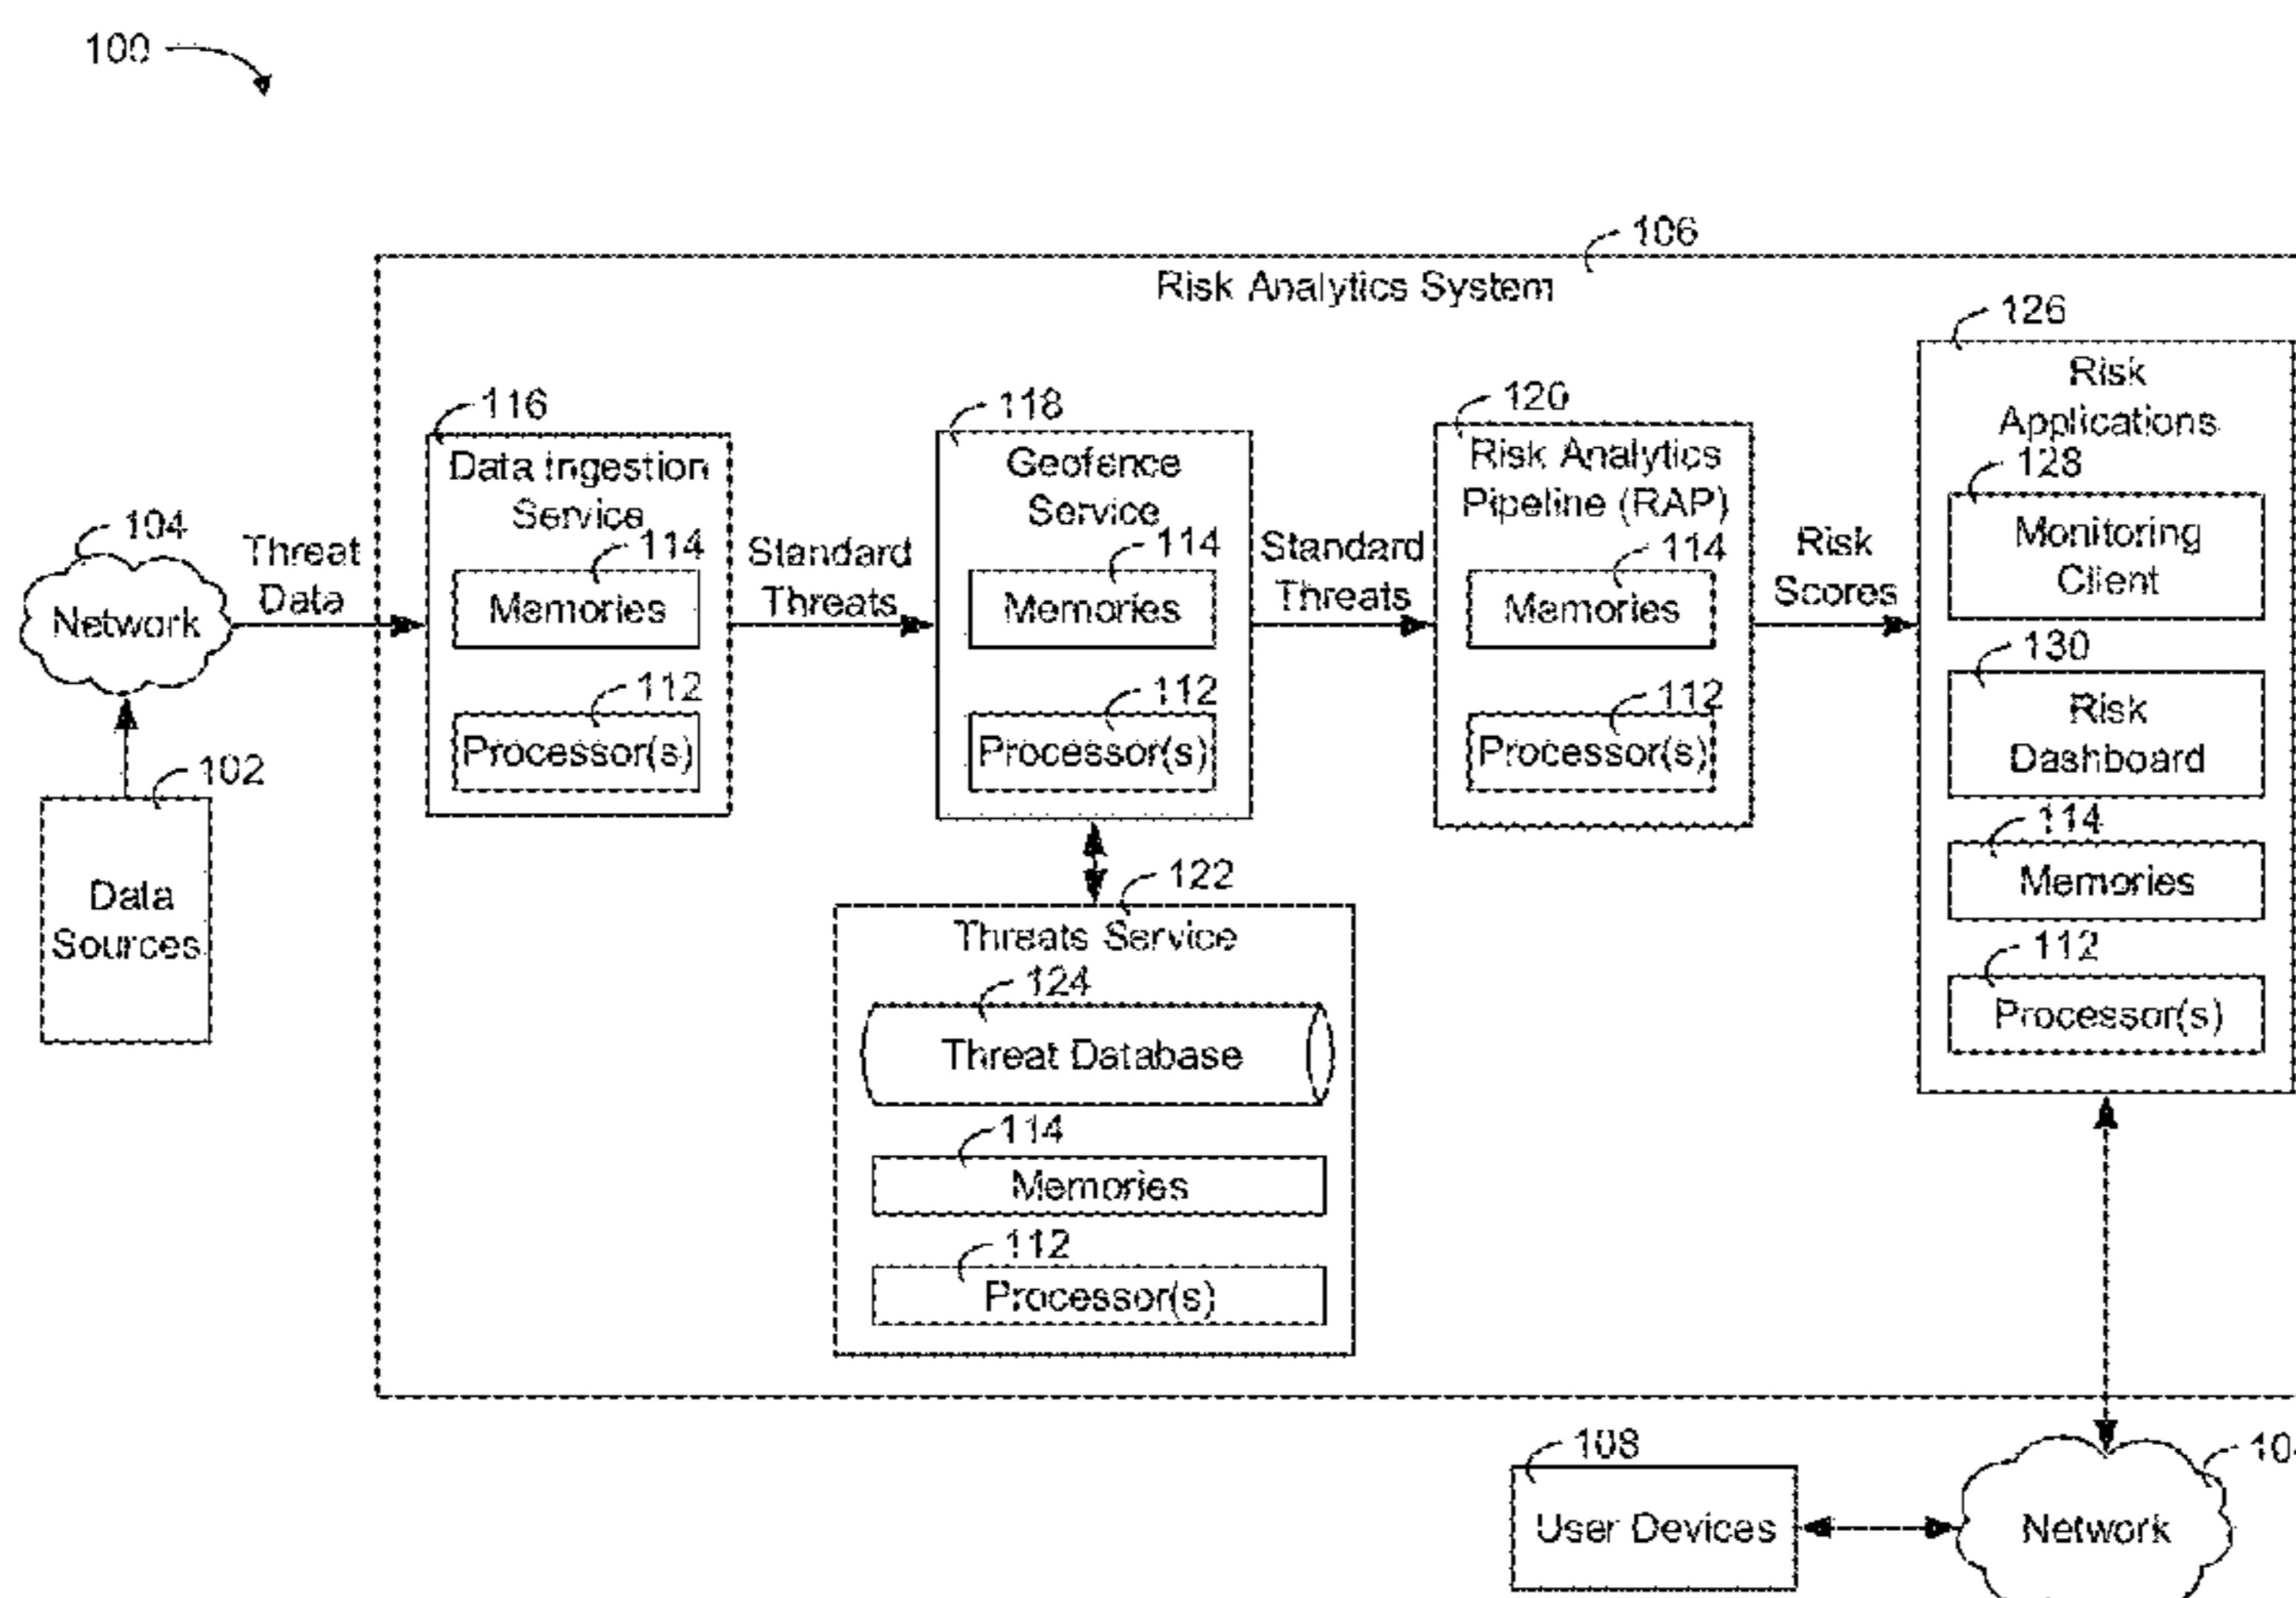 100
106
Risk Analytics System
126
Risk
Applications
128
Monitoring
Client
130
Risk
Dashboard
114
Memories
112
Processor(s)
116
Data Ingestion
Service
114
Memories
112
Processor(s)
118
Geofence
Service
114
Memories
112
Processor(s)
120
Risk Analytics
Pipeline (RAP)
114
Memories
112
Processor(s)
104
Network
Threat
Data
Standard
Threats
Standard
Threats
Risk
Scores
102
Data
Sources
122
Threats Service
124
Threat Database
114
Memories
112
Processor(s)
108
User Devices
Network